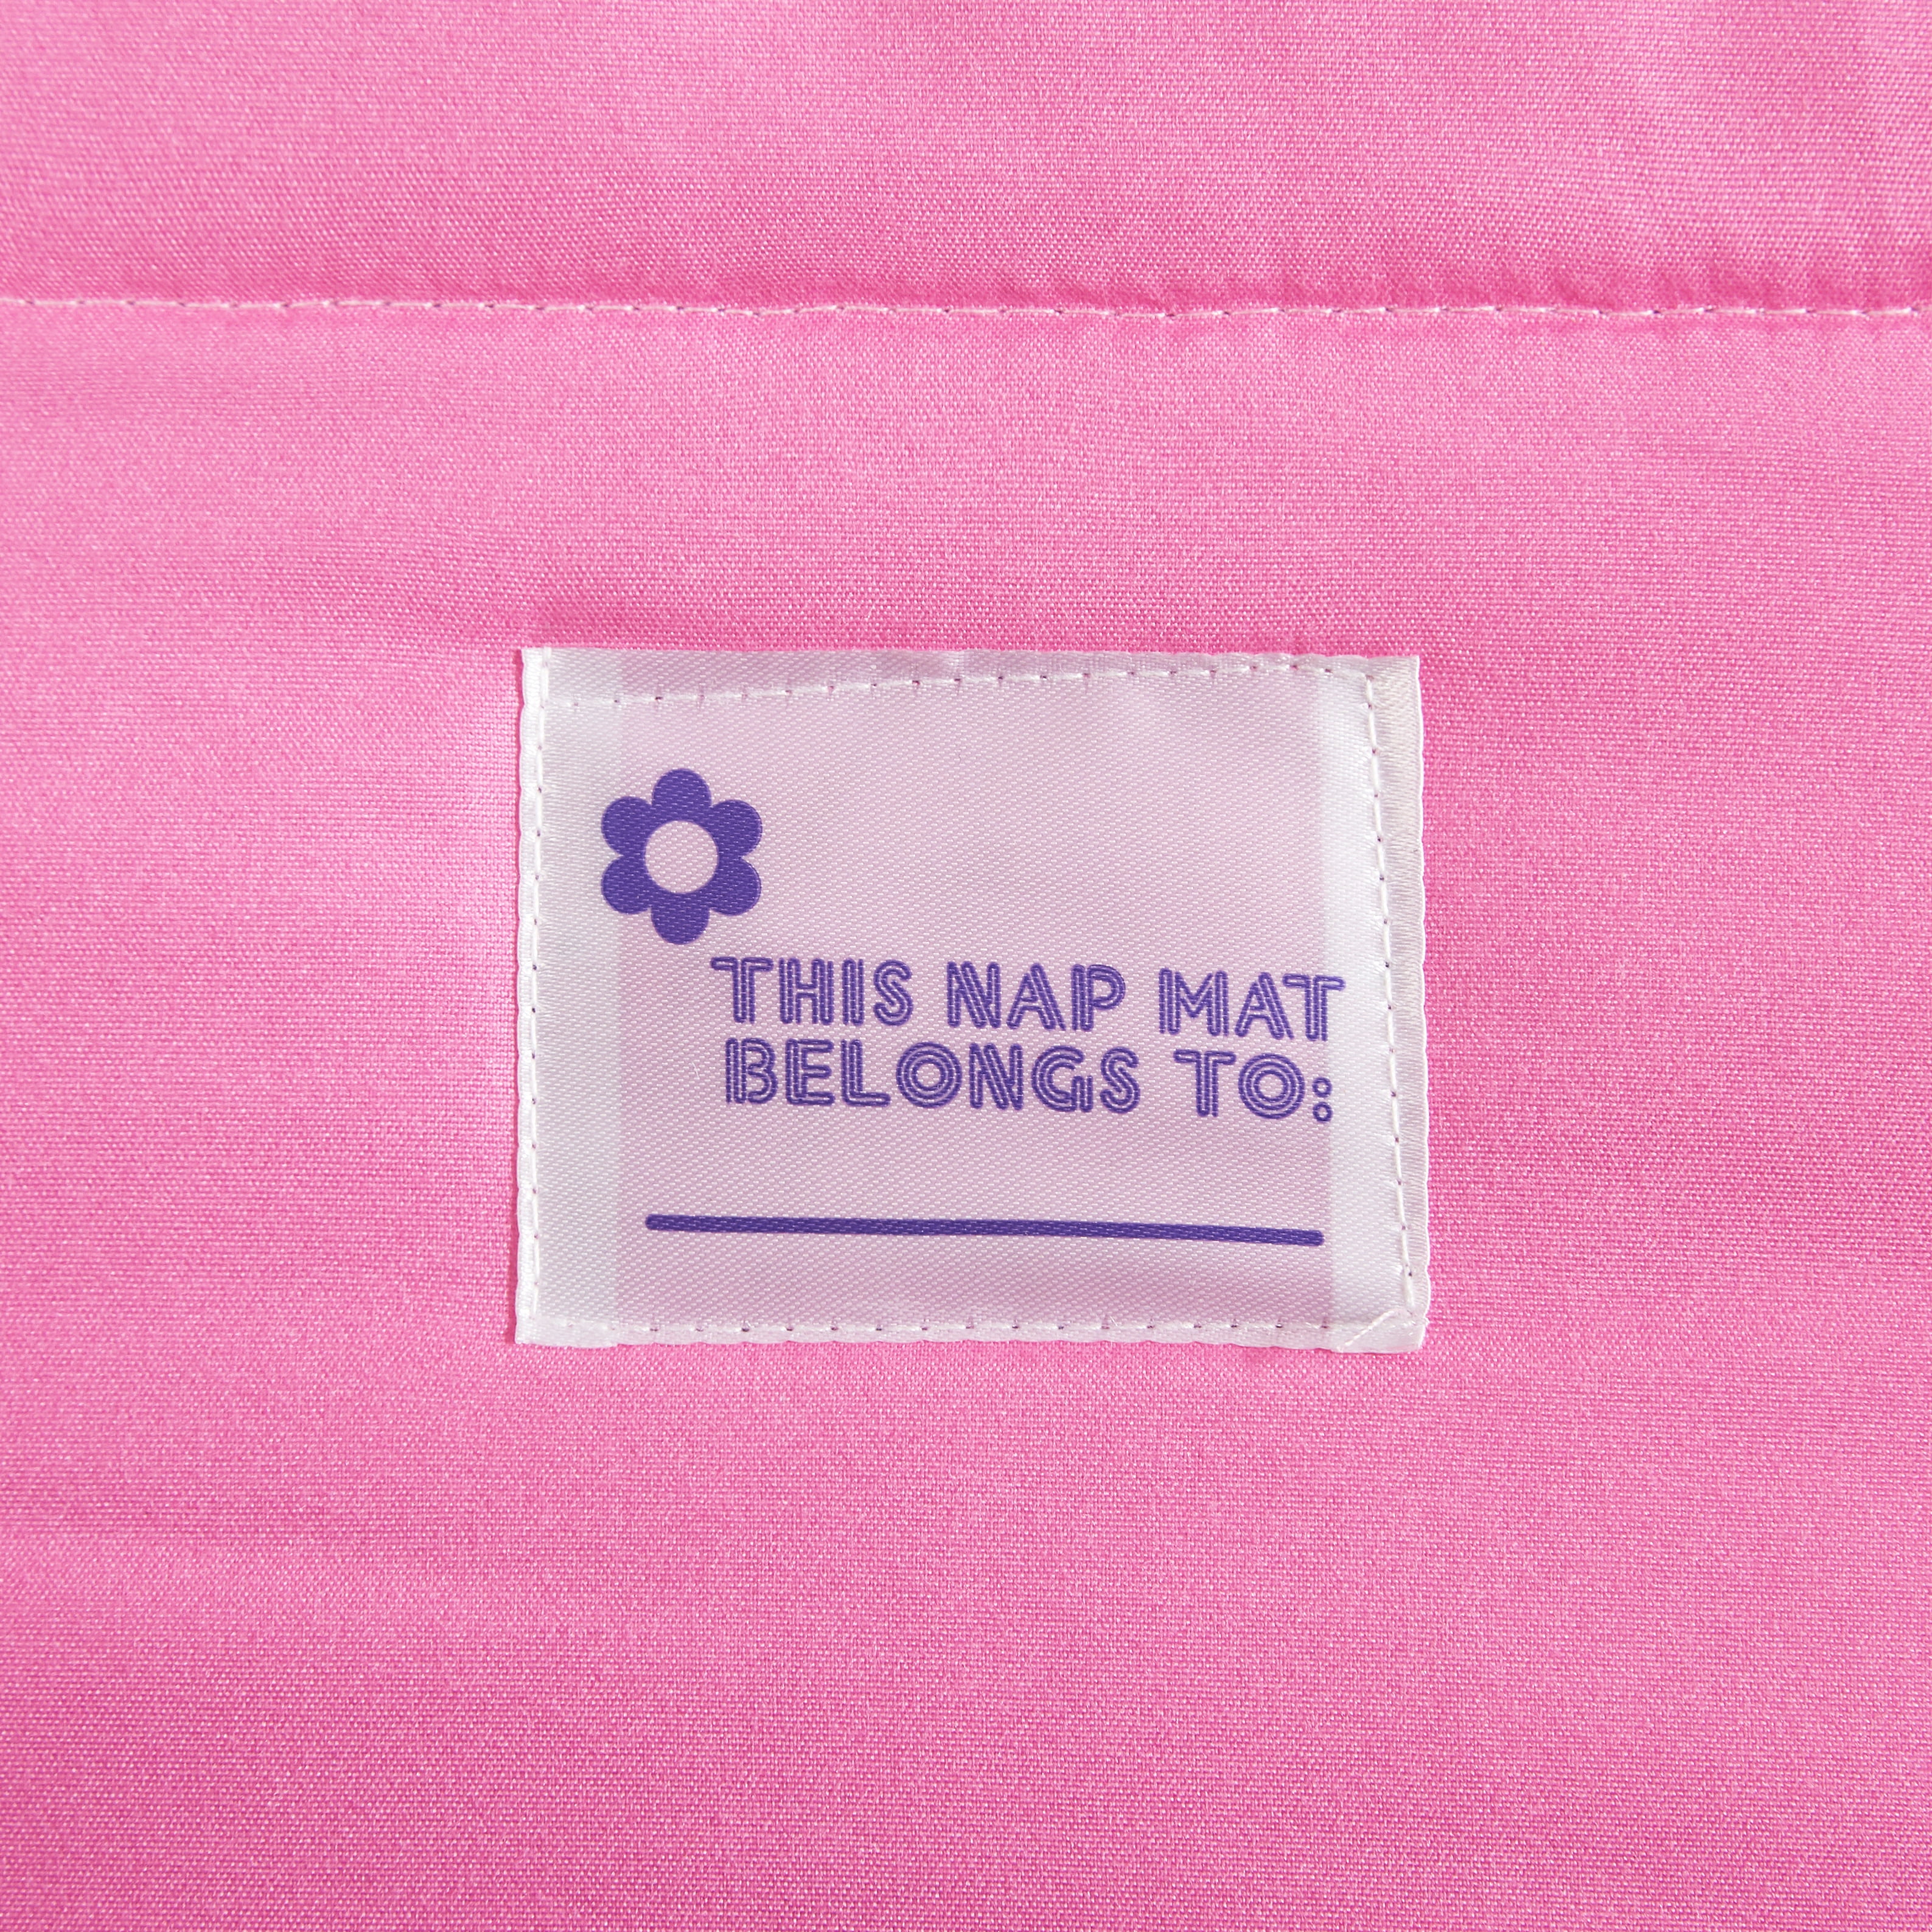 THIS NAP MAT
BELONGS TO: